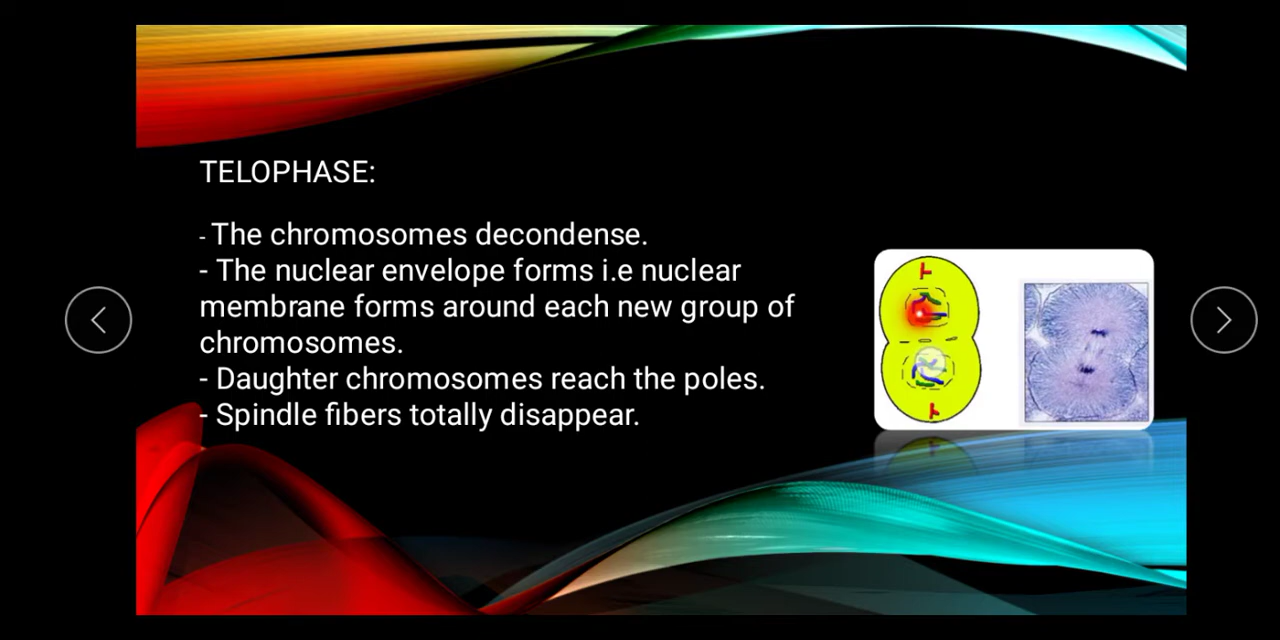 TELOPHASE:
- The chromosomes decondense.
- The nuclear envelope forms i.e nuclear
membrane forms around each new group of
chromosomes.
- Daughter chromosomes reach the poles.
- Spindle fibers totally disappear.